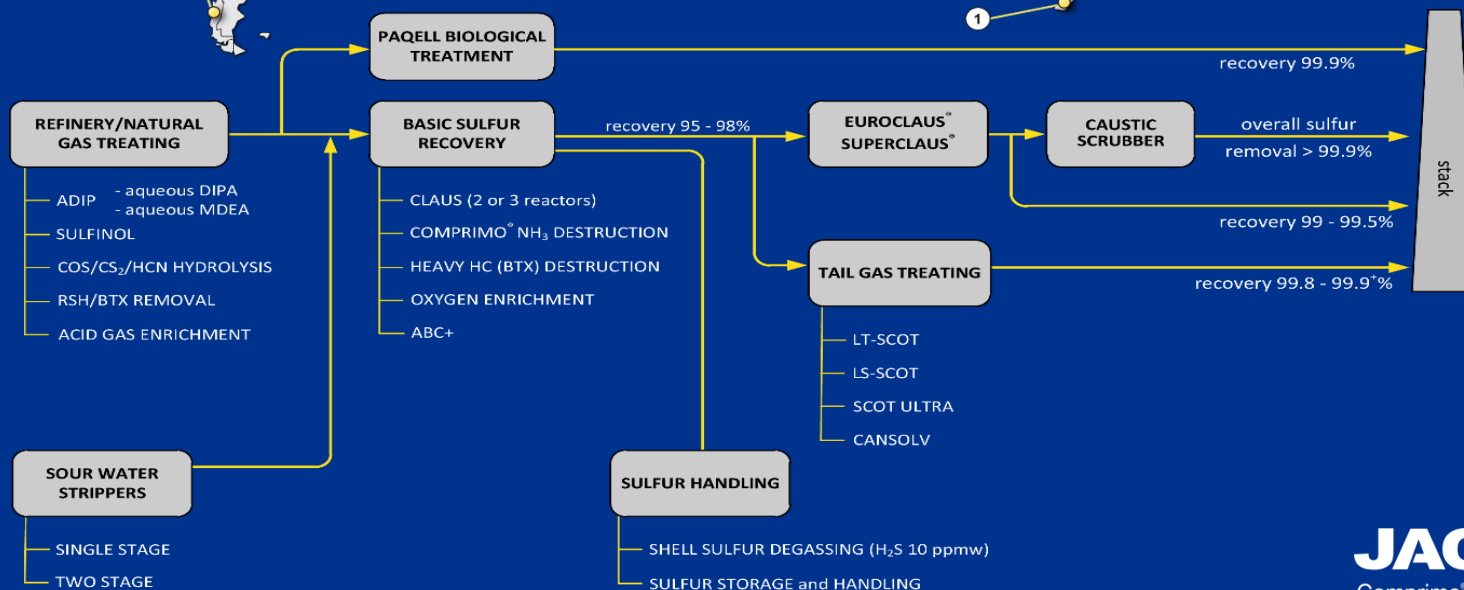 1
PAQELL BIOLOGICAL
TREATMENT
recovery 99.9%
REFINERY/NATURAL
GAS TREATING
BASIC SULFUR
RECOVERY
recovery 95 - 98%
EUROCLAUS®
SUPERCLAUS®
CAUSTIC
SCRUBBER
overall sulfur
removal > 99.9%
stack
ADIP
- aqueous DIPA
- aqueous MDEA
SULFINOL
COS/CS₂/HCN HYDROLYSIS
RSH/BTX REMOVAL
ACID GAS ENRICHMENT
CLAUS (2 or 3 reactors)
COMPRIMO® NH₃ DESTRUCTION
HEAVY HC (BTX) DESTRUCTION
OXYGEN ENRICHMENT
ABC+
recovery 99 - 99.5%
TAIL GAS TREATING
recovery 99.8 - 99.9⁺%
LT-SCOT
LS-SCOT
SCOT ULTRA
CANSOLV
SOUR WATER
STRIPPERS
SINGLE STAGE
TWO STAGE
SULFUR HANDLING
SHELL SULFUR DEGASSING (H₂S 10 ppmw)
SULFUR STORAGE and HANDLING